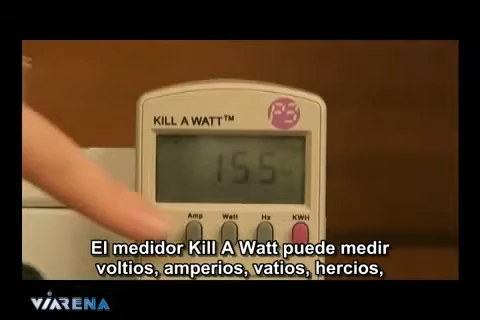 KILL A WATT™
P3
155
Amp Watt Hz KWH
El medidor Kill A Watt puede medir
voltios, amperios, vatios, hercios,
VIARENA